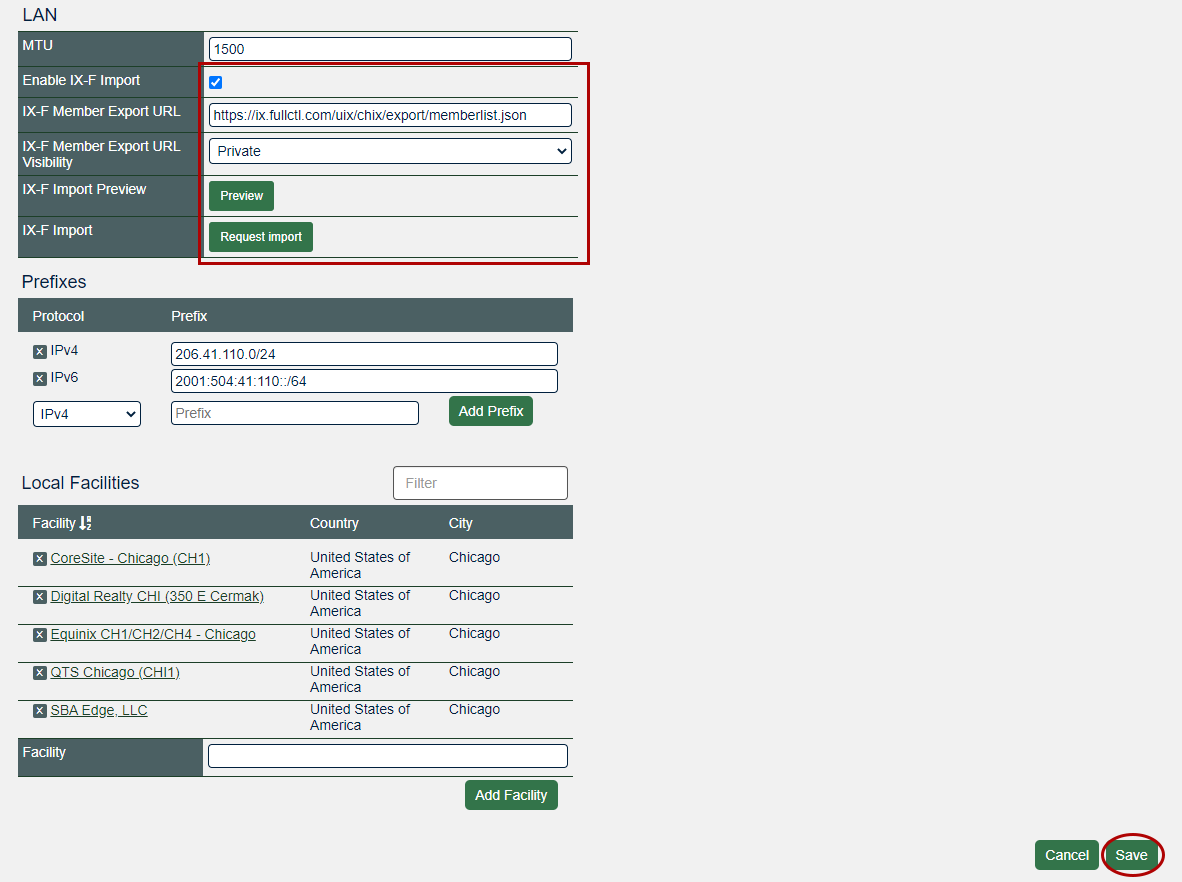 LAN
MTU 1500
Enable IX-F Import
IX-F Member Export URL https://ix.fullctl.com/uix/chix/export/memberlist.json
IX-F Member Export URL
Visibility
Private
IX-F Import Preview Preview
IX-F Import Request import
Prefixes
Protocol Prefix
x IPv4 206.41.110.0/24
x IPv6 2001:504:41:110::/64
IPv4 Prefix Add Prefix
Local Facilities Filter
Facility Country City
x CoreSite - Chicago (CH1) United States of Chicago
America
x Digital Realty CHI (350 E Cermak) United States of Chicago
America
x Equinix CH1/CH2/CH4 - Chicago United States of Chicago
America
x QTS Chicago (CHI1) United States of Chicago
America
x SBA Edge, LLC United States of Chicago
America
Facility
Add Facility
Cancel Save